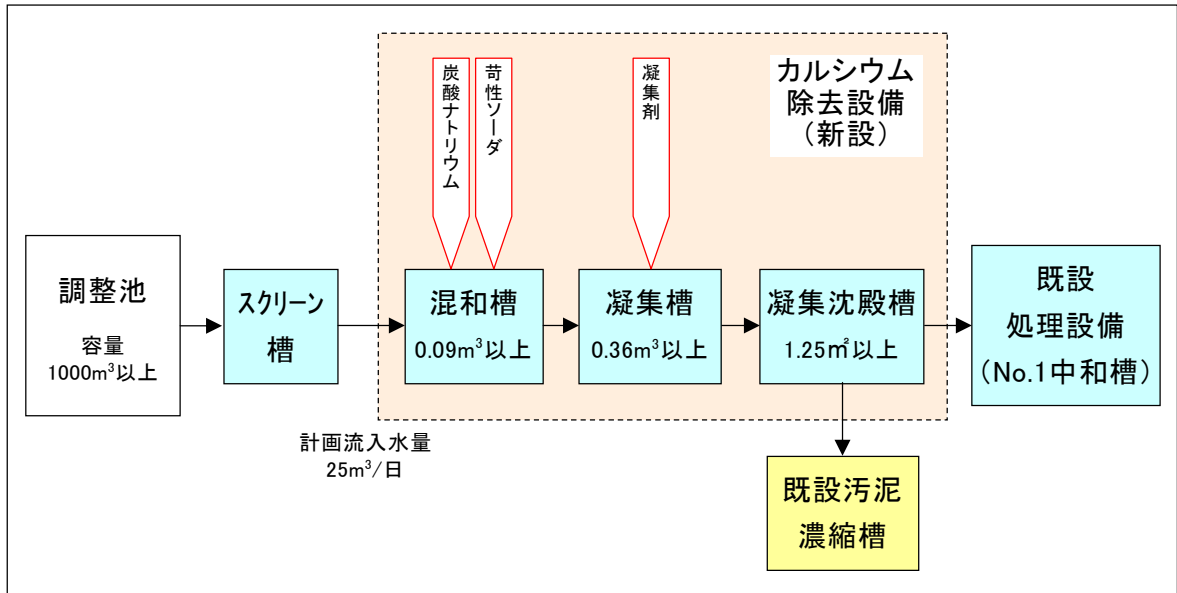 カルシウム
除去設備
（新設）
炭酸ナトリウム
苛性ソーダ
凝集剤
調整池
容量
1000m³以上
スクリーン
槽
混和槽
0.09m³以上
凝集槽
0.36m³以上
凝集沈殿槽
1.25㎡以上
既設
処理設備
（No.1中和槽）
計画流入水量
25m³/日
既設汚泥
濃縮槽